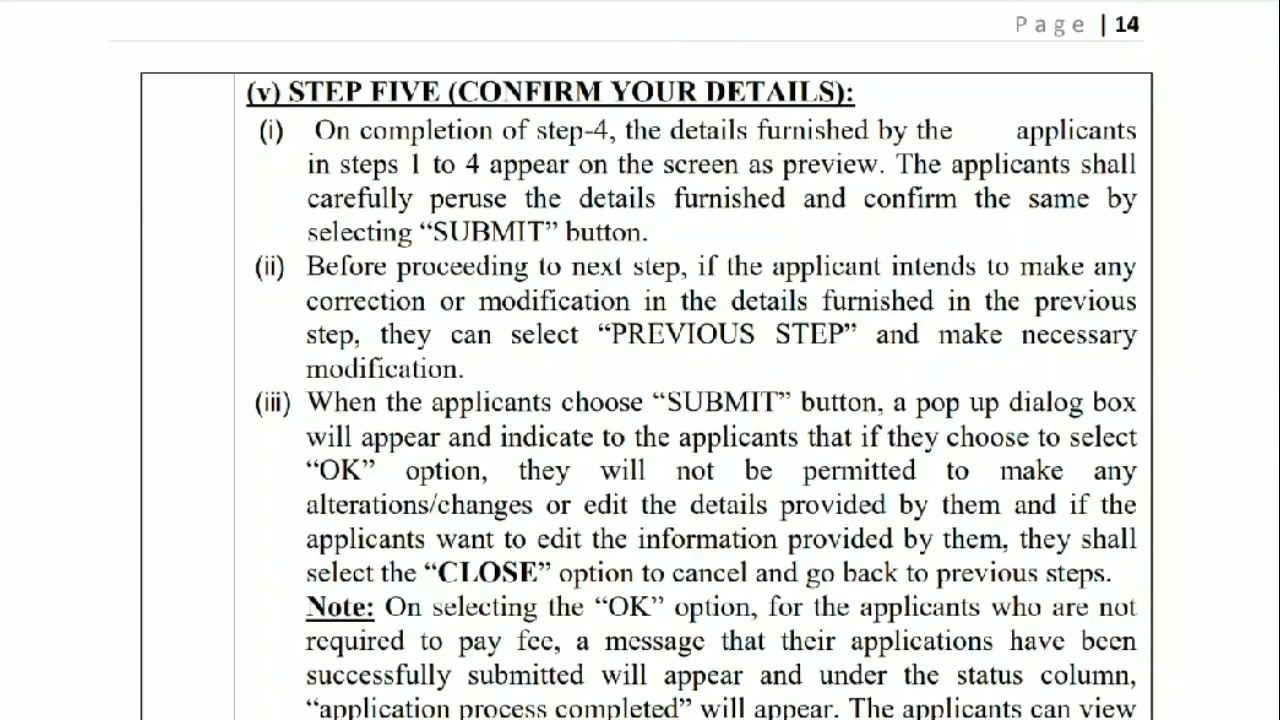 Page | 14
(v) STEP FIVE (CONFIRM YOUR DETAILS):
(i) On completion of step-4, the details furnished by the applicants
in steps 1 to 4 appear on the screen as preview. The applicants shall
carefully peruse the details furnished and confirm the same by
selecting “SUBMIT” button.
(ii) Before proceeding to next step, if the applicant intends to make any
correction or modification in the details furnished in the previous
step, they can select “PREVIOUS STEP” and make necessary
modification.
(iii) When the applicants choose “SUBMIT” button, a pop up dialog box
will appear and indicate to the applicants that if they choose to select
“OK” option, they will not be permitted to make any
alterations/changes or edit the details provided by them and if the
applicants want to edit the information provided by them, they shall
select the “CLOSE” option to cancel and go back to previous steps.
Note: On selecting the “OK” option, for the applicants who are not
required to pay fee, a message that their applications have been
successfully submitted will appear and under the status column,
“application process completed” will appear. The applicants can view